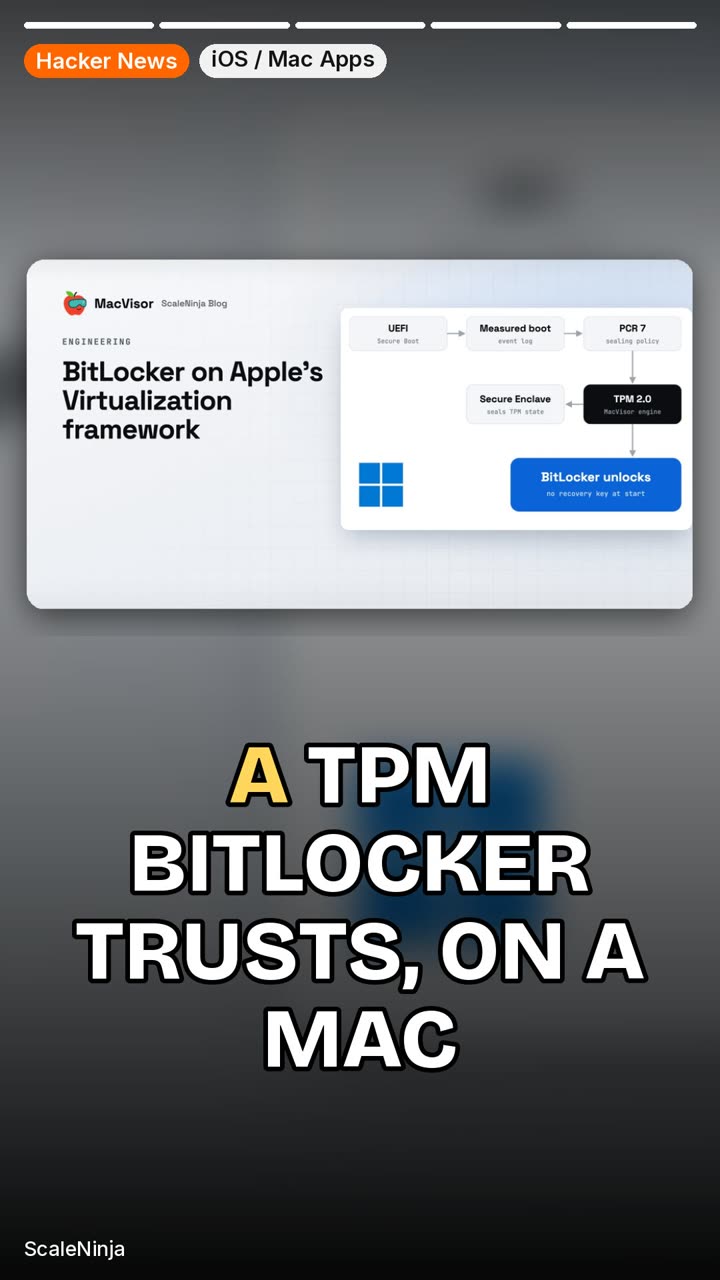 Hacker News
iOS / Mac Apps
MacVisor ScaleNinja Blog
ENGINEERING
BitLocker on Apple's
Virtualization
framework
UEFI
Secure Boot
Measured boot
event log
PCR 7
sealing policy
Secure Enclave
seals TPM state
TPM 2.0
MacVisor engine
BitLocker unlocks
no recovery key at start
A TPM
BITLOCKER
TRUSTS, ON A
MAC
ScaleNinja